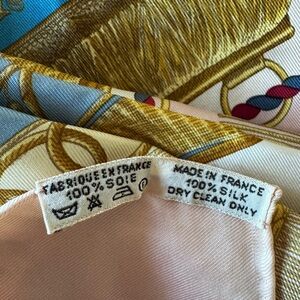 FABRIQUE EN FRANCE
100% SOIE
P
MADE IN FRANCE
100% SILK
DRY CLEAN ONLY